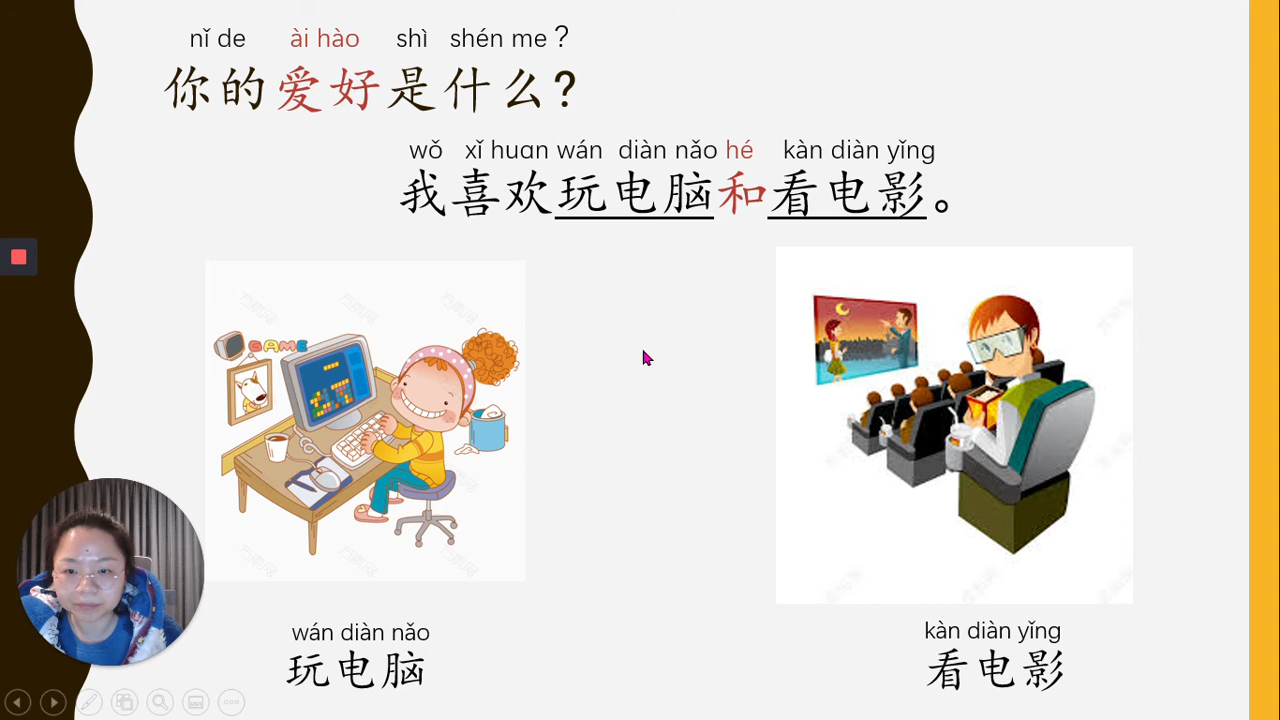 nǐ de ài hào shì shén me？
你的爱好是什么?
wǒ xǐ huɑn wán diàn nǎo hé kàn diàn yǐng
我喜欢玩电脑和看电影。
GAME
wán diàn nǎo
玩电脑
kàn diàn yǐng
看电影